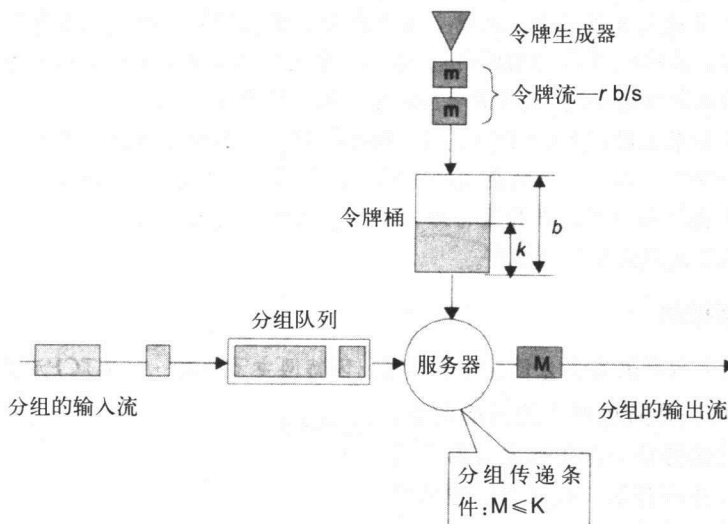 令牌生成器
m
m
令牌流—r b/s
令牌桶
b
k
分组队列
服务器
M
分组的输入流
分组的输出流
分组传递条
件:M≤K